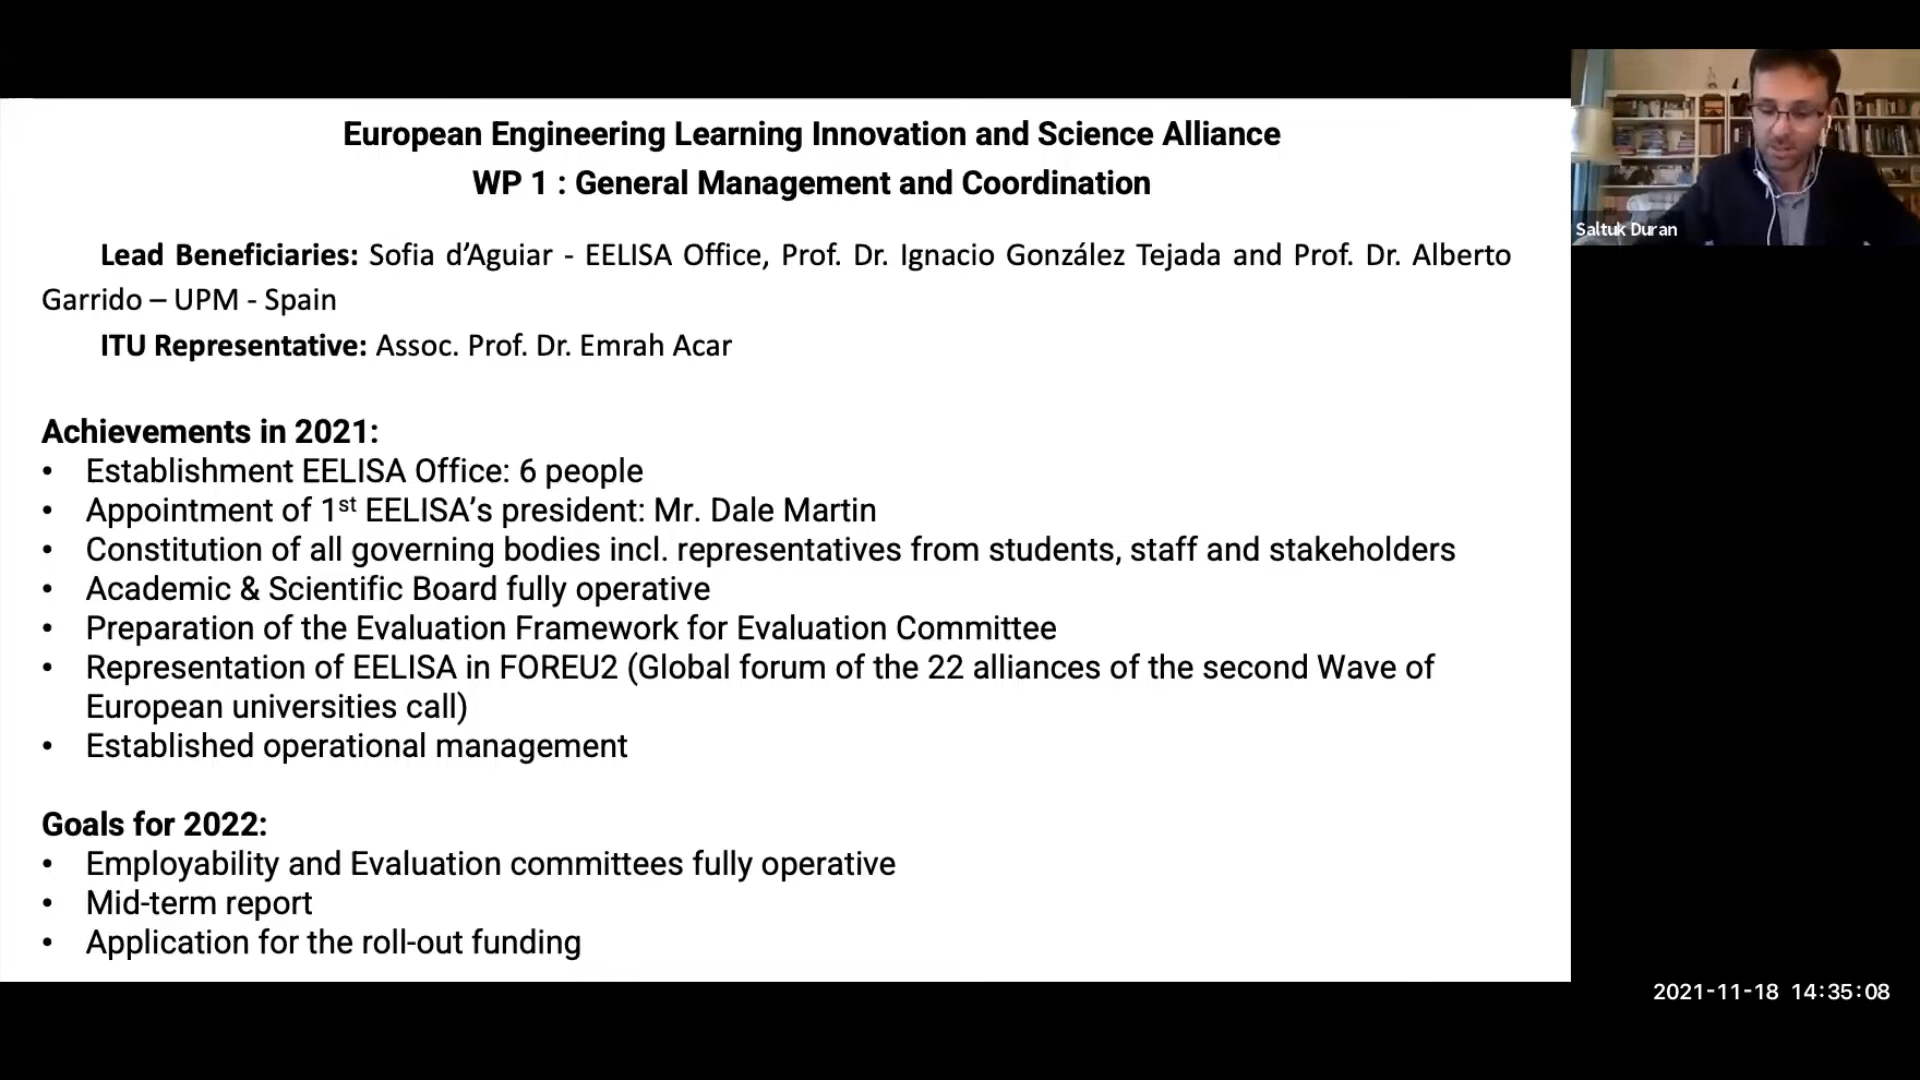 European Engineering Learning Innovation and Science Alliance
WP 1 : General Management and Coordination
Saltuk Duran
Lead Beneficiaries: Sofia d’Aguiar - EELISA Office, Prof. Dr. Ignacio González Tejada and Prof. Dr. Alberto
Garrido – UPM - Spain
ITU Representative: Assoc. Prof. Dr. Emrah Acar
Achievements in 2021:
• Establishment EELISA Office: 6 people
• Appointment of 1st EELISA’s president: Mr. Dale Martin
• Constitution of all governing bodies incl. representatives from students, staff and stakeholders
• Academic & Scientific Board fully operative
• Preparation of the Evaluation Framework for Evaluation Committee
• Representation of EELISA in FOREU2 (Global forum of the 22 alliances of the second Wave of
European universities call)
• Established operational management
Goals for 2022:
• Employability and Evaluation committees fully operative
• Mid-term report
• Application for the roll-out funding
2021-11-18 14:35:08